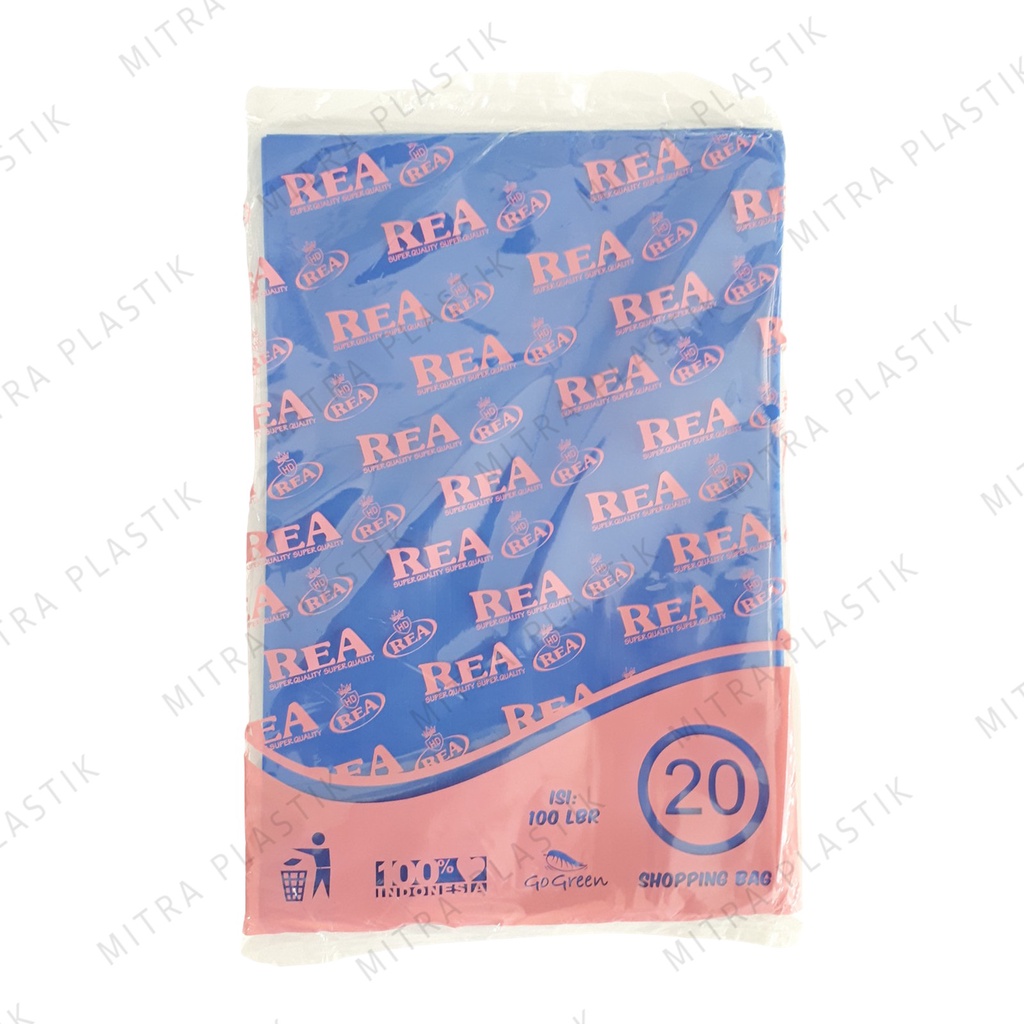 MITRA PLASTIK
REA
SUPER QUALITY SUPER QUALITY
HD
REA
ISI:
100 LBR
20
SHOPPING BAG
100%
INDONESIA
Go Green